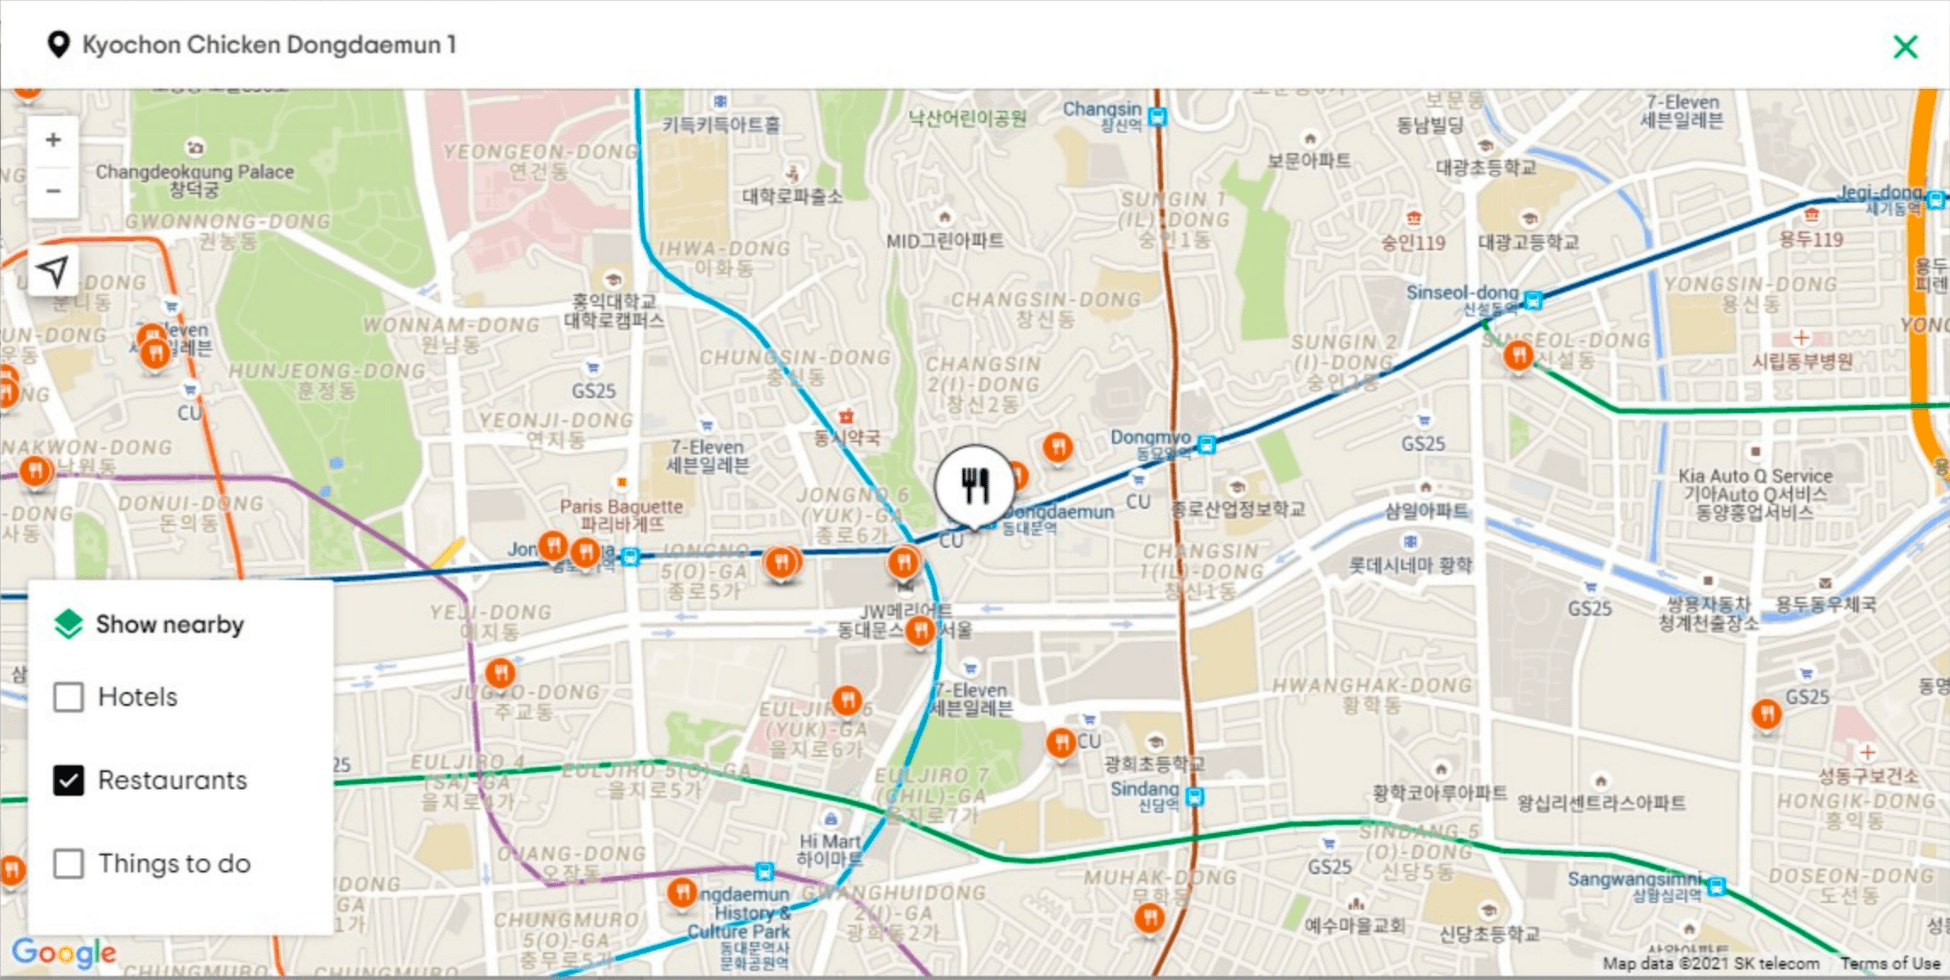 Kyochon Chicken Dongdaemun 1
+
−
Changdeokgung Palace
창덕궁
GWONNONG-DONG
권농동
YEONGEON-DONG
연건동
키득키득아트홀
대학로파출소
낙산어린이공원
Changsin
창신역
보문동
동남빌딩
7-Eleven
세븐일레븐
보문아파트
대광초등학교
Jegi-dong
제기동역
IHWA-DONG
이화동
MID그린아파트
SUNGIN 1
(IL)-DONG
숭인1동
숭인119
대광고등학교
용두119
홍익대학교
대학로캠퍼스
CHANGSIN-DONG
창신동
Sinseol-dong
신설동역
YONGSIN-DONG
용신동
WONNAM-DONG
원남동
CHUNGSIN-DONG
충신동
SUNGIN 2
(I)-DONG
숭인2동
시립동부병원
HUNJEONG-DONG
훈정동
CHANGSIN
2(I)-DONG
창신2동
GS25
CU
YEONJI-DONG
연지동
7-Eleven
세븐일레븐
동시약국
Dongmyo
동묘앞역
GS25
NAKWON-DONG
낙원동
Kia Auto Q Service
기아Auto Q서비스
동양흥업서비스
DONUI-DONG
돈의동
Paris Baguette
파리바게뜨
JONGNO 6
(YUK)-GA
종로6가
Dongdaemun
동대문역
CU
CU
종로산업정보학교
삼일아파트
JONGNO
5(O)-GA
종로5가
CHANGSIN
1(IL)-DONG
창신1동
롯데시네마 황학
YEJI-DONG
예지동
JW메리어트
동대문스
서울
GS25
쌍용자동차
청계천출장소
용두동우체국
Show nearby
Hotels
Restaurants
Things to do
JUGYO-DONG
주교동
7-Eleven
세븐일레븐
HWANGHAK-DONG
황학동
GS25
EULJIRO 6
(YUK)-GA
을지로6가
CU
광희초등학교
Sindang
신당역
EULJIRO 4
(SA)-GA
을지로4가
EULJIRO 5(O)-GA
을지로5가
EULJIRO 7
(CHIL)-GA
을지로7가
황학코아루아파트
왕십리센트라스아파트
성동구보건소
HONGIK-DONG
홍익동
Hi Mart
하이마트
GS25
SINDANG 5
(O)-DONG
신당5동
OJANG-DONG
오장동
MUHAK-DONG
무학동
Sangwangsimni
상왕십리역
DOSEON-DONG
도선동
ngdaemun
History &
Culture Park
동대문역사
문화공원역
GWANGHUIDONG
2(I)-GA
광희동2가
CHUNGMURO
5(O)-GA
충무로5가
예수마을교회
신당초등학교
Google
CHUNGMURO
CHUNGMURO
Map data ©2021 SK telecom
Terms of Use